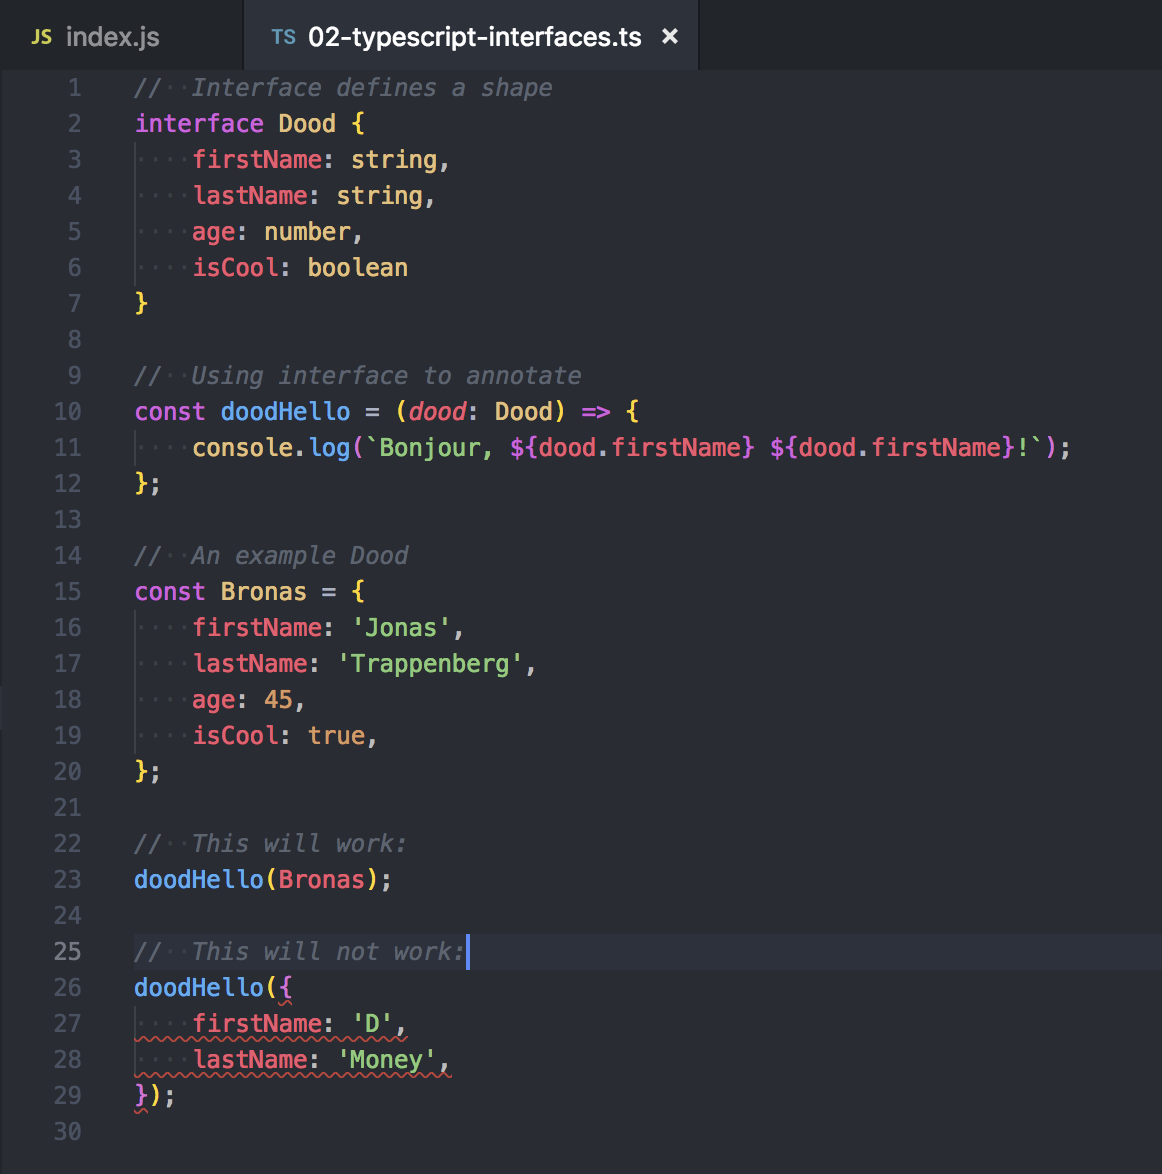 JS index.js
TS 02-typescript-interfaces.ts ×
1 // Interface defines a shape
2 interface Dood {
3     firstName: string,
4     lastName: string,
5     age: number,
6     isCool: boolean
7 }
8
9 // Using interface to annotate
10 const doodHello = (dood: Dood) => {
11     console.log(`Bonjour, ${dood.firstName} ${dood.firstName}!`);
12 };
13
14 // An example Dood
15 const Bronas = {
16     firstName: 'Jonas',
17     lastName: 'Trappenberg',
18     age: 45,
19     isCool: true,
20 };
21
22 // This will work:
23 doodHello(Bronas);
24
25 // This will not work:
26 doodHello({
27     firstName: 'D',
28     lastName: 'Money',
29 });
30